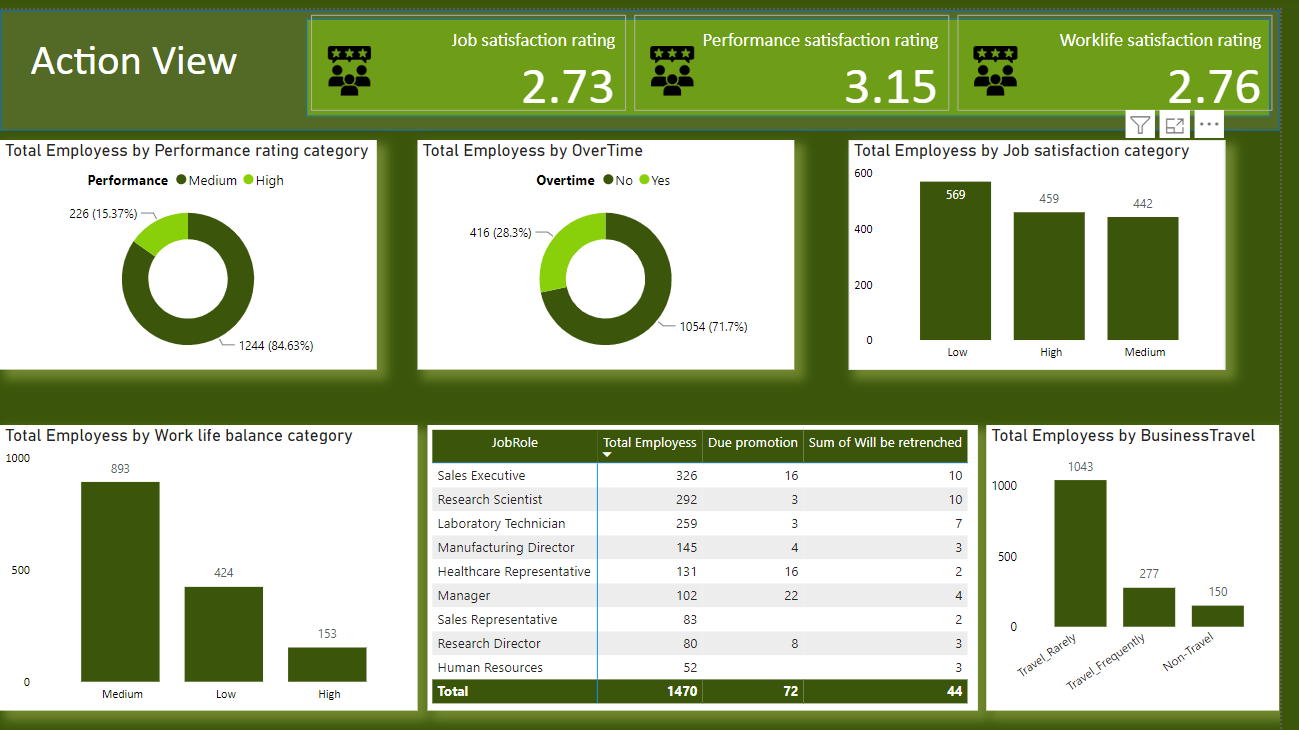 Action View
Job satisfaction rating
2.73
Performance satisfaction rating
3.15
Worklife satisfaction rating
2.76
Total Employess by Performance rating category
Performance Medium High
226 (15.37%)
1244 (84.63%)
Total Employess by OverTime
Overtime No Yes
416 (28.3%)
1054 (71.7%)
Total Employess by Job satisfaction category
600
400
200
0
569
459
442
Low High Medium
Total Employess by Work life balance category
1000
500
0
893
424
153
Medium Low High
JobRole Total Employess Due promotion Sum of Will be retrenched
Sales Executive 326 16 10
Research Scientist 292 3 10
Laboratory Technician 259 3 7
Manufacturing Director 145 4 3
Healthcare Representative 131 16 2
Manager 102 22 4
Sales Representative 83 2
Research Director 80 8 3
Human Resources 52 3
Total 1470 72 44
Total Employess by BusinessTravel
1000
500
0
1043
277
150
Travel_Rarely
Travel_Frequently
Non-Travel